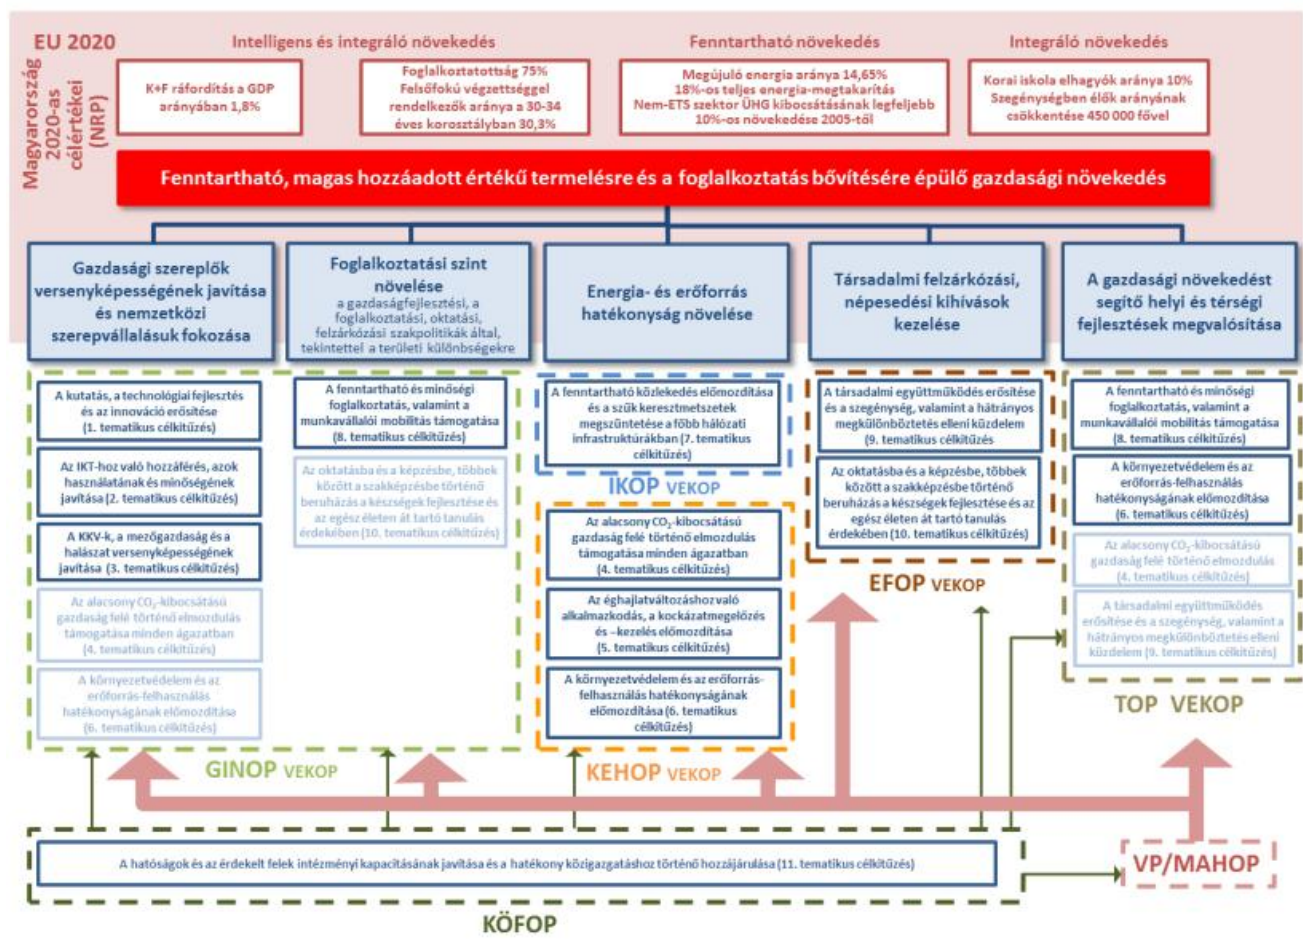 EU 2020
Magyarország
2020-as
célértékei
(NRP)
Intelligens és integráló növekedés
Fenntartható növekedés
Integráló növekedés
K+F ráfordítás a GDP
arányában 1,8%
Foglalkoztatottság 75%
Felsőfokú végzettséggel
rendelkezők aránya a 30-34
éves korosztályban 30,3%
Megújuló energia aránya 14,65%
18%-os teljes energia-megtakarítás
Nem-ETS szektor ÜHG kibocsátásának legfeljebb
10%-os növekedése 2005-től
Korai iskola elhagyók aránya 10%
Szegénységben élők arányának
csökkentése 450 000 fővel
Fenntartható, magas hozzáadott értékű termelésre és a foglalkoztatás bővítésére épülő gazdasági növekedés
Gazdasági szereplők
versenyképességének javítása
és nemzetközi
szerepvállalásuk fokozása
Foglalkoztatási szint
növelése
a gazdaságfejlesztési, a
foglalkoztatási, oktatási,
felzárkózási szakpolitikák által,
tekintettel a területi különbségekre
Energia- és erőforrás
hatékonyság növelése
Társadalmi felzárkózási,
népesedési kihívások
kezelése
A gazdasági növekedést
segítő helyi és térségi
fejlesztések megvalósítása
A kutatás, a technológiai fejlesztés
és az innováció erősítése
(1. tematikus célkitűzés)
Az IKT-hoz való hozzáférés, azok
használatának és minőségének
javítása (2. tematikus célkitűzés)
A KKV-k, a mezőgazdaság és a
halászat versenyképességének
javítása (3. tematikus célkitűzés)
Az alacsony CO₂-kibocsátású
gazdaság felé történő elmozdulás
támogatása minden ágazatban
(4. tematikus célkitűzés)
A környezetvédelem és az
erőforrás-felhasználás
hatékonyságának előmozdítása
(6. tematikus célkitűzés)
A fenntartható és minőségi
foglalkoztatás, valamint a
munkavállalói mobilitás támogatása
(8. tematikus célkitűzés)
Az oktatásba és a képzésbe, többek
között a szakképzésbe történő
beruházás a készségek fejlesztése és
az egész életen át tartó tanulás
érdekében (10. tematikus célkitűzés)
GINOP VEKOP
A fenntartható közlekedés előmozdítása
és a szűk keresztmetszetek
megszüntetése a főbb hálózati
infrastruktúrákban (7. tematikus
célkitűzés)
IKOP VEKOP
Az alacsony CO₂-kibocsátású
gazdaság felé történő elmozdulás
támogatása minden ágazatban
(4. tematikus célkitűzés)
Az éghajlatváltozáshoz való
alkalmazkodás, a kockázatmegelőzés
és –kezelés előmozdítása
(5. tematikus célkitűzés)
A környezetvédelem és az erőforrás-
felhasználás hatékonyságának
előmozdítása (6. tematikus
célkitűzés)
KEHOP VEKOP
A társadalmi együttműködés erősítése
és a szegénység, valamint a hátrányos
megkülönböztetés elleni küzdelem
(9. tematikus célkitűzés
Az oktatásba és a képzésbe, többek
között a szakképzésbe történő
beruházás a készségek fejlesztése és az
egész életen át tartó tanulás
érdekében (10. tematikus célkitűzés)
EFOP VEKOP
A fenntartható és minőségi
foglalkoztatás, valamint a
munkavállalói mobilitás támogatása
(8. tematikus célkitűzés)
A környezetvédelem és az
erőforrás-felhasználás
hatékonyságának előmozdítása
(6. tematikus célkitűzés)
Az alacsony CO₂-kibocsátású
gazdaság felé történő elmozdulás
(4. tematikus célkitűzés)
A társadalmi együttműködés
erősítése és a szegénység, valamint a
hátrányos megkülönböztetés elleni
küzdelem (9. tematikus célkitűzés)
TOP VEKOP
A hatóságok és az érdekelt felek intézményi kapacitásának javítása és a hatékony közigazgatáshoz történő hozzájárulása (11. tematikus célkitűzés)
KÖFOP
VP/MAHOP